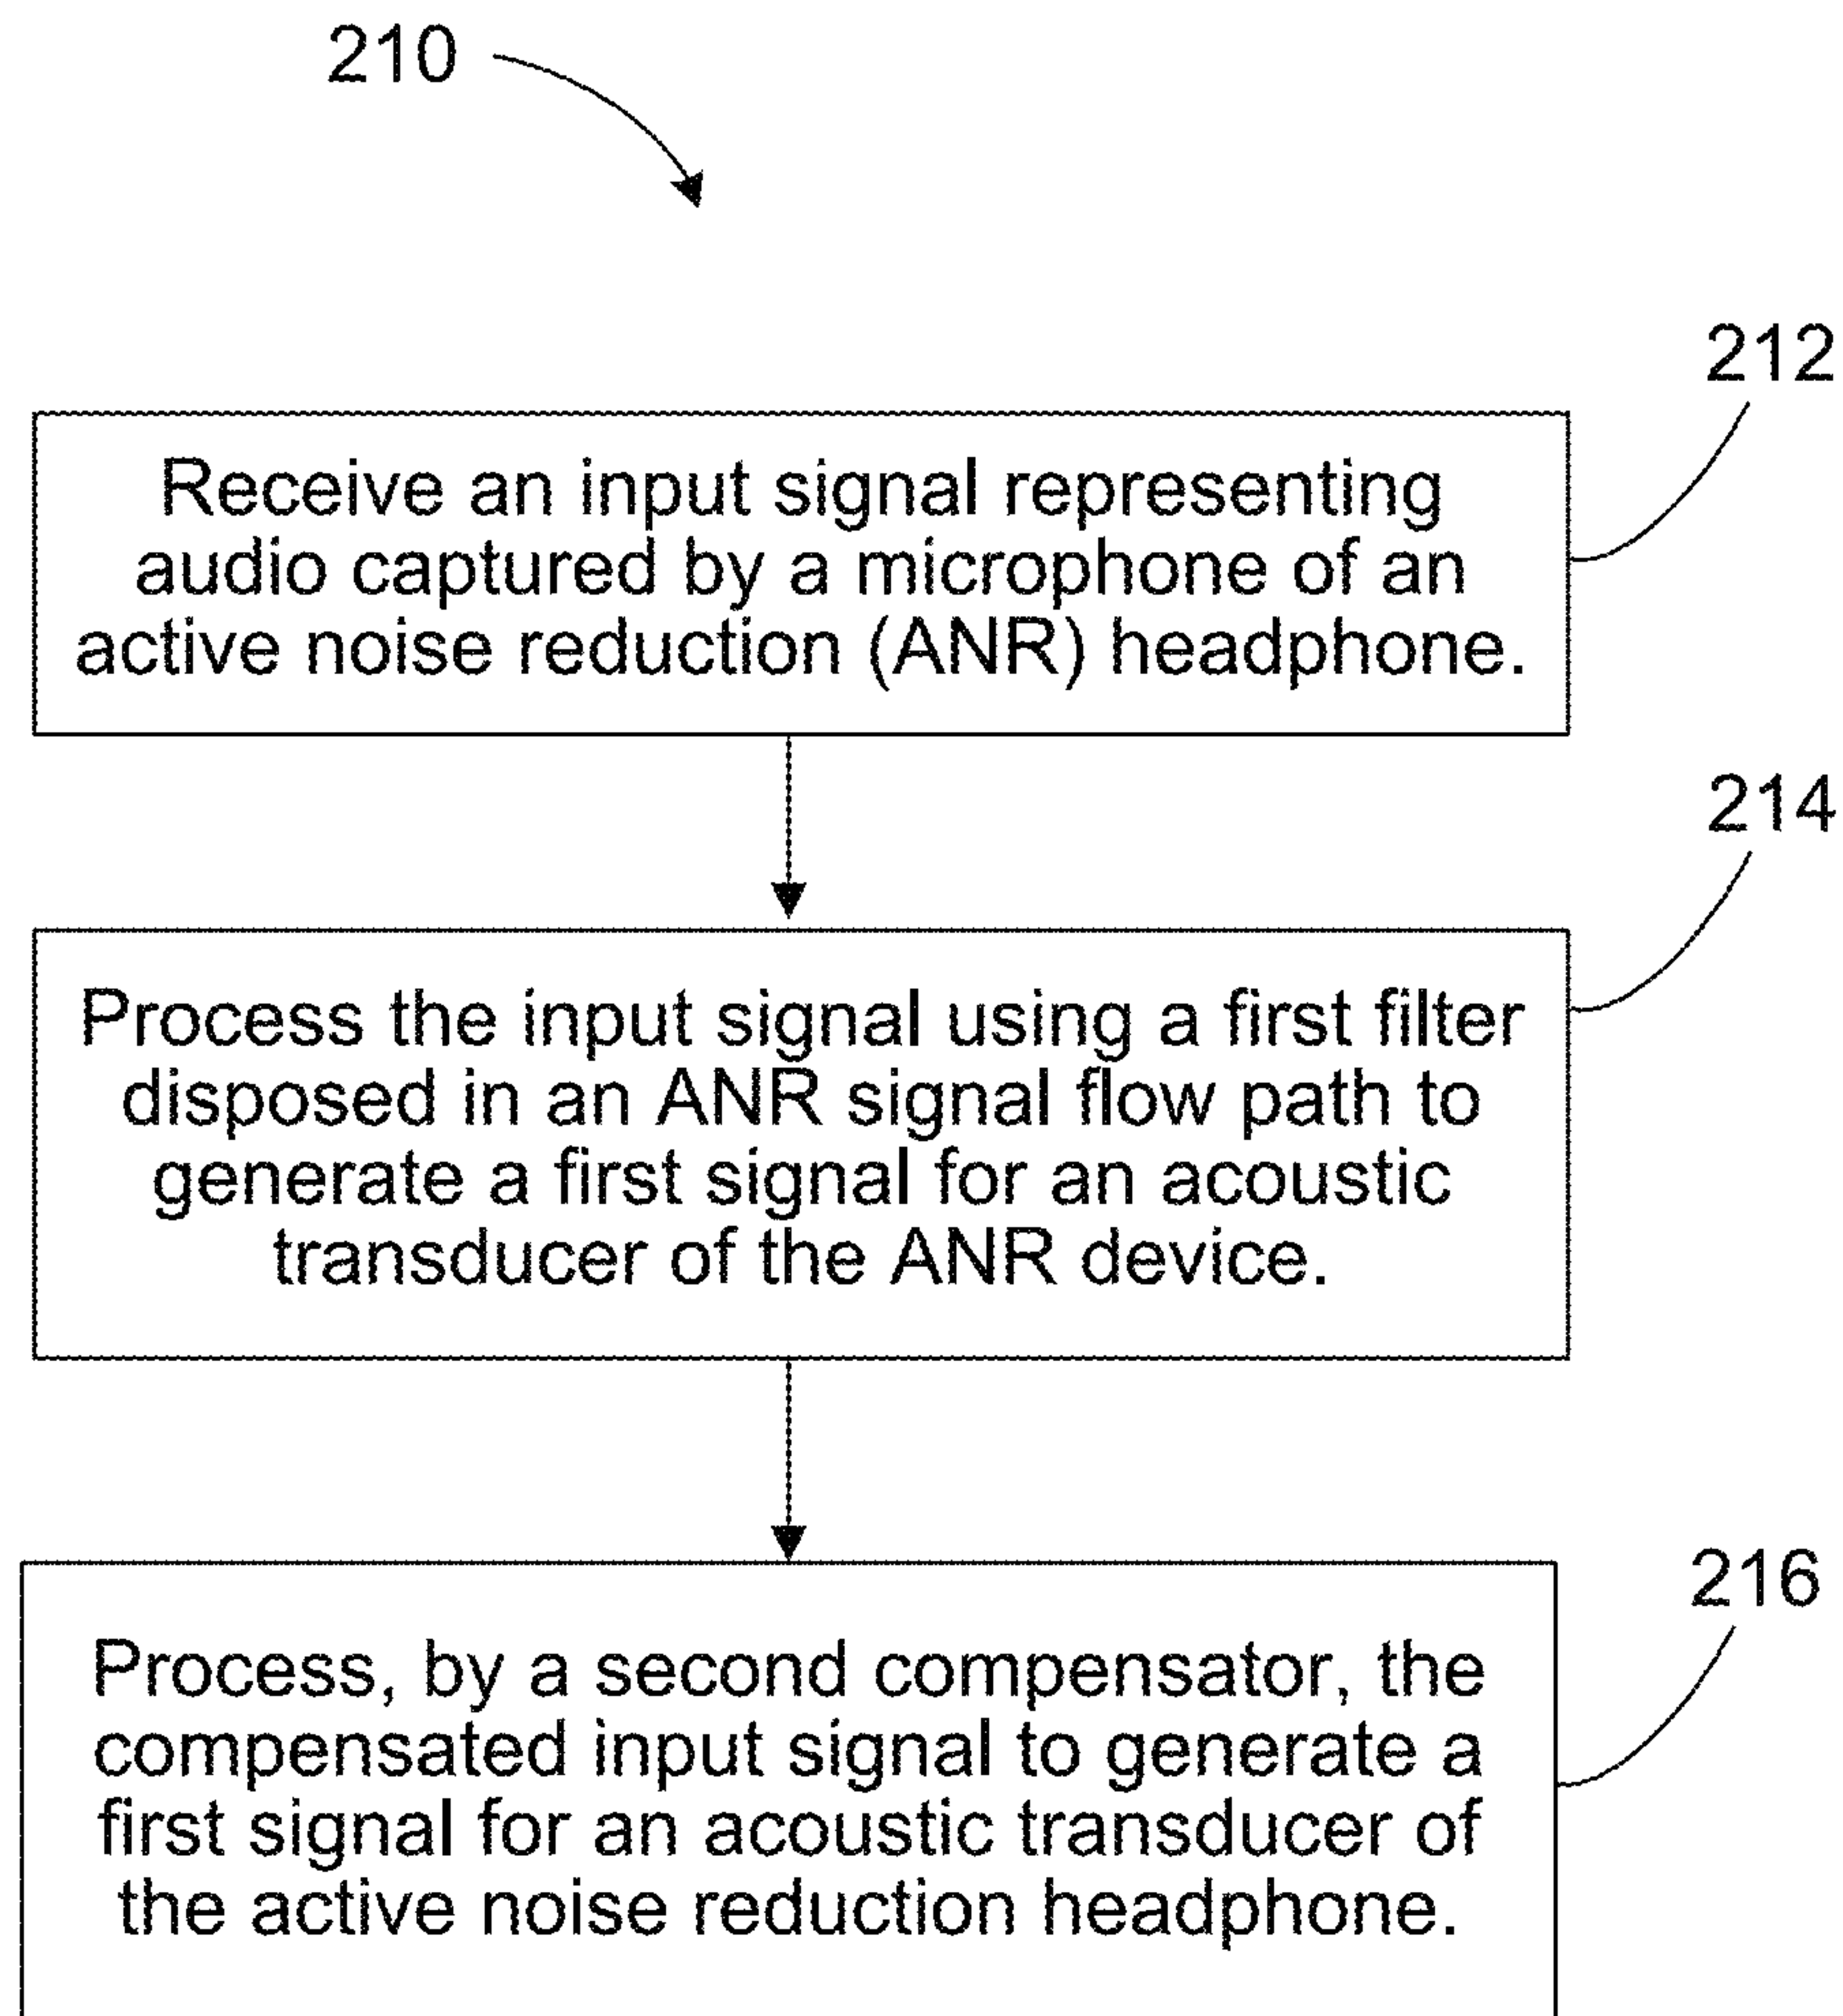 210
212
Receive an input signal representing
audio captured by a microphone of an
active noise reduction (ANR) headphone.
214
Process the input signal using a first filter
disposed in an ANR signal flow path to
generate a first signal for an acoustic
transducer of the ANR device.
216
Process, by a second compensator, the
compensated input signal to generate a
first signal for an acoustic transducer of
the active noise reduction headphone.